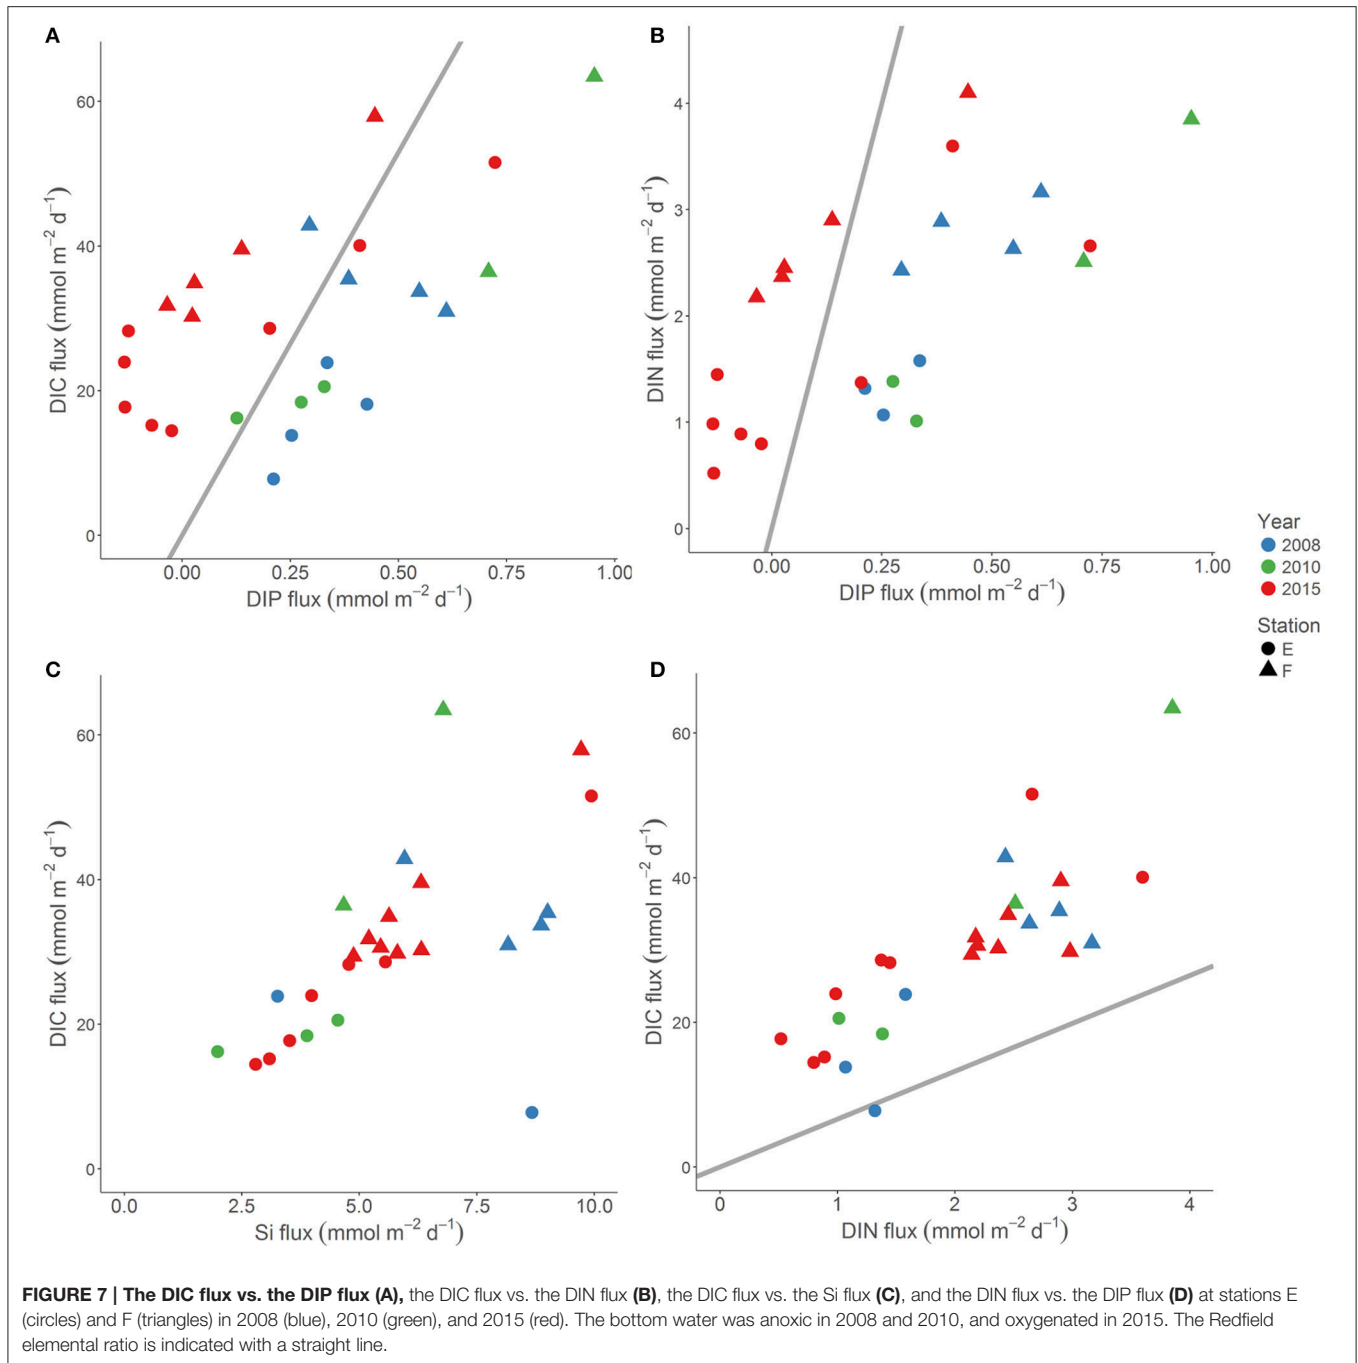 A
DIC flux (mmol m⁻² d⁻¹)
60
40
20
0
0.00 0.25 0.50 0.75 1.00
DIP flux (mmol m⁻² d⁻¹)
B
DIN flux (mmol m⁻² d⁻¹)
4
3
2
1
0
0.00 0.25 0.50 0.75 1.00
DIP flux (mmol m⁻² d⁻¹)
Year
2008
2010
2015
Station
E
F
C
DIC flux (mmol m⁻² d⁻¹)
60
40
20
0
0.0 2.5 5.0 7.5 10.0
Si flux (mmol m⁻² d⁻¹)
D
DIC flux (mmol m⁻² d⁻¹)
60
40
20
0
0 1 2 3 4
DIN flux (mmol m⁻² d⁻¹)
FIGURE 7 | The DIC flux vs. the DIP flux (A), the DIC flux vs. the DIN flux (B), the DIC flux vs. the Si flux (C), and the DIN flux vs. the DIP flux (D) at stations E
(circles) and F (triangles) in 2008 (blue), 2010 (green), and 2015 (red). The bottom water was anoxic in 2008 and 2010, and oxygenated in 2015. The Redfield
elemental ratio is indicated with a straight line.